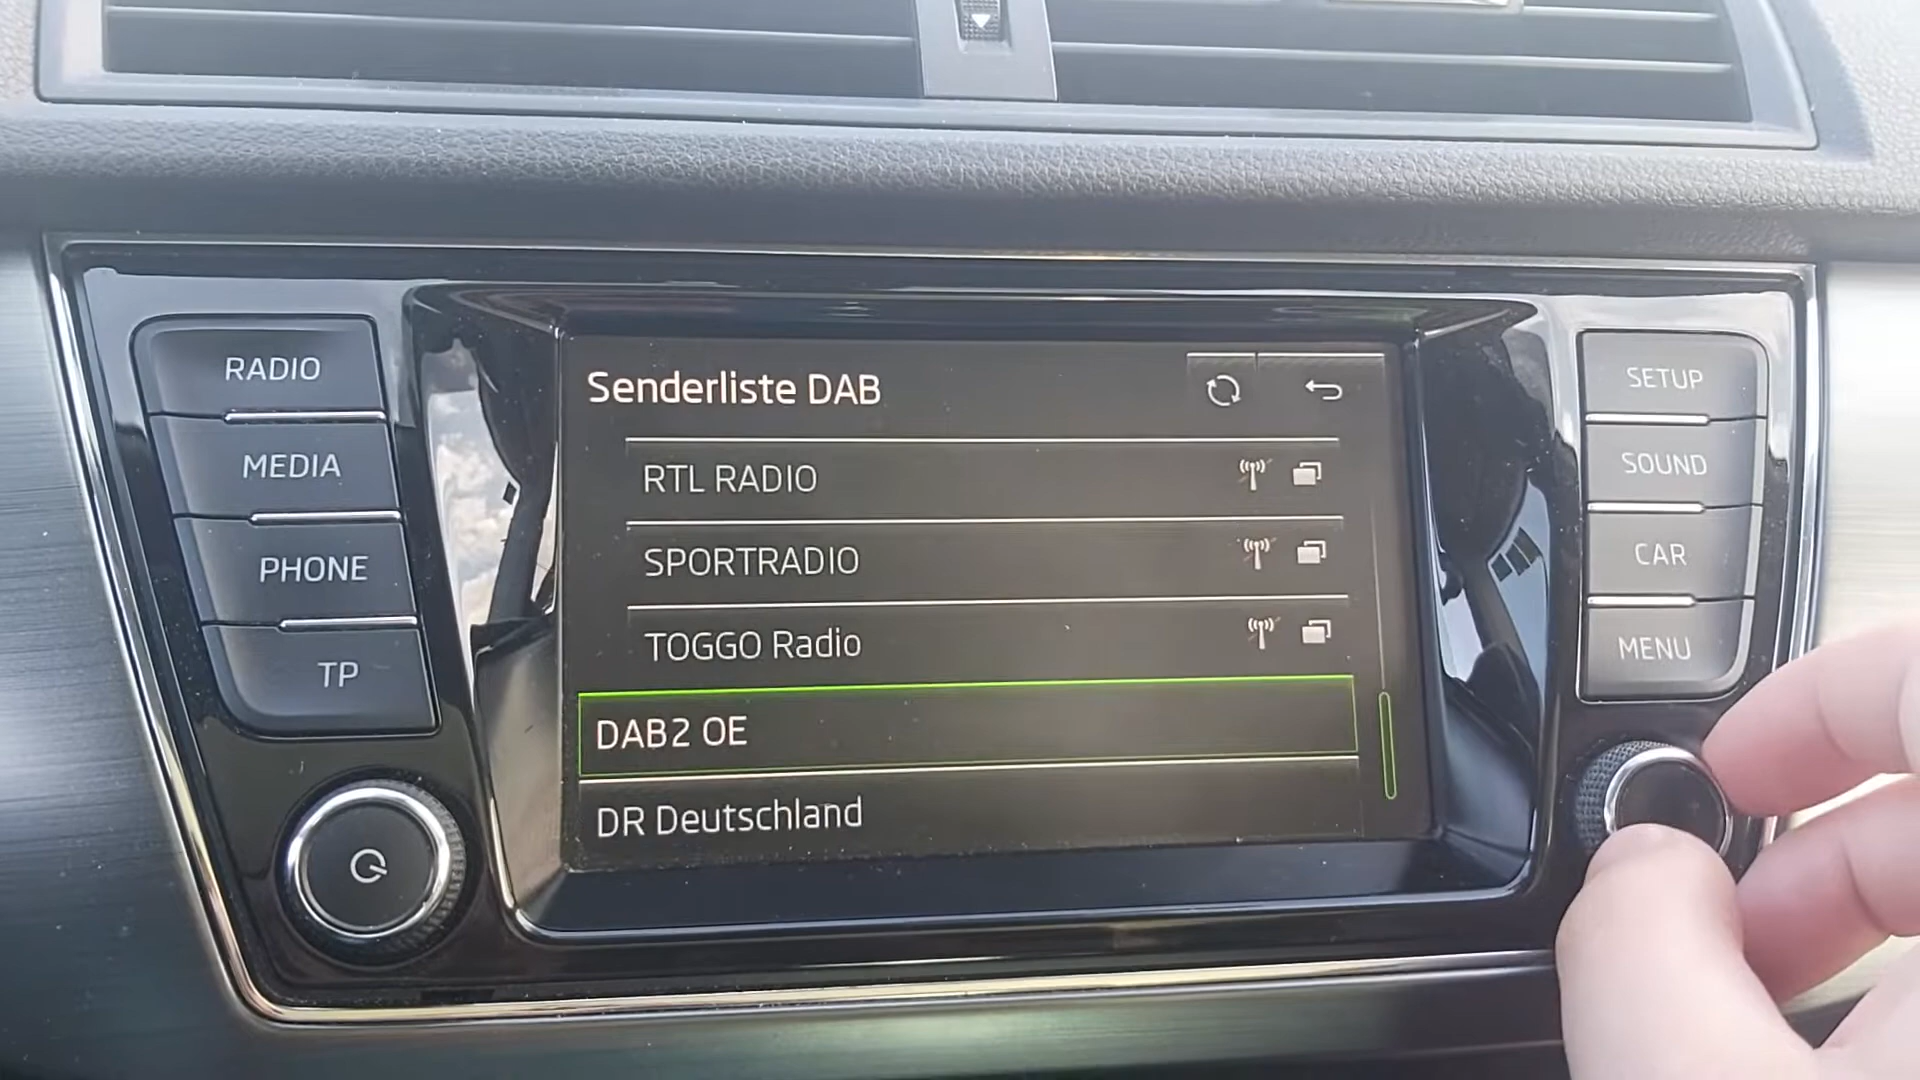 RADIO
MEDIA
PHONE
TP
Senderliste DAB
RTL RADIO
SPORTRADIO
TOGGO Radio
DAB2 OE
DR Deutschland
SETUP
SOUND
CAR
MENU